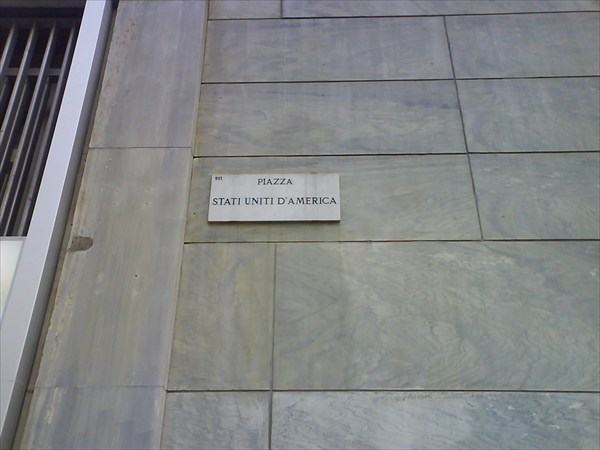 PIAZZA
STATI UNITI D'AMERICA